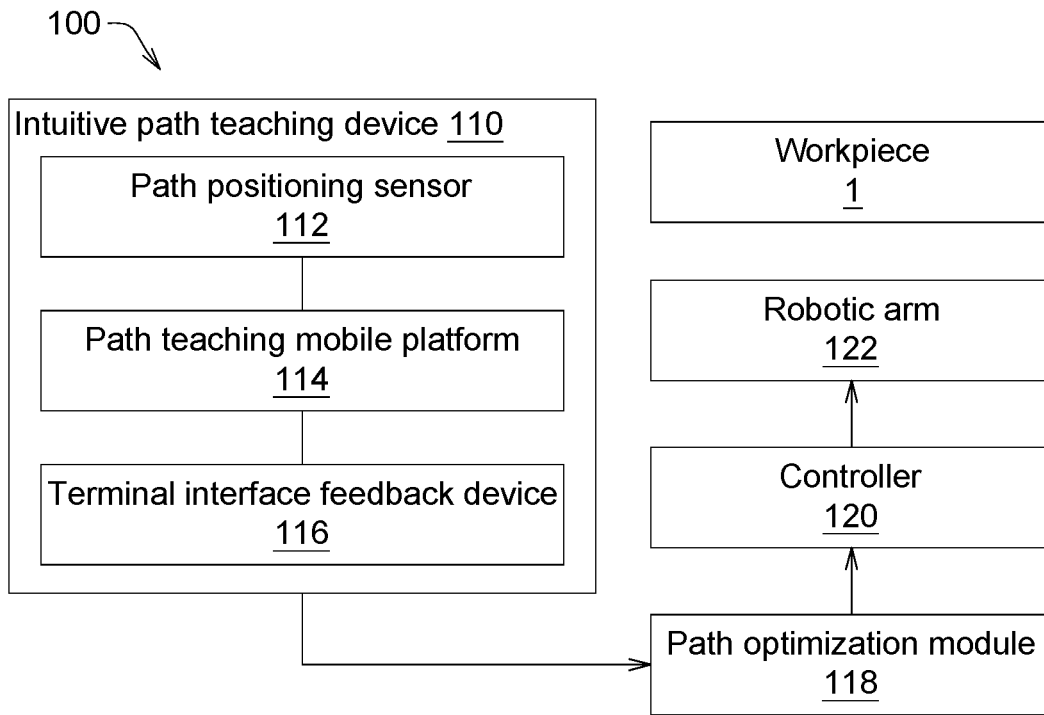 100
Intuitive path teaching device 110
Path positioning sensor
112
Path teaching mobile platform
114
Terminal interface feedback device
116
Workpiece
1
Robotic arm
122
Controller
120
Path optimization module
118